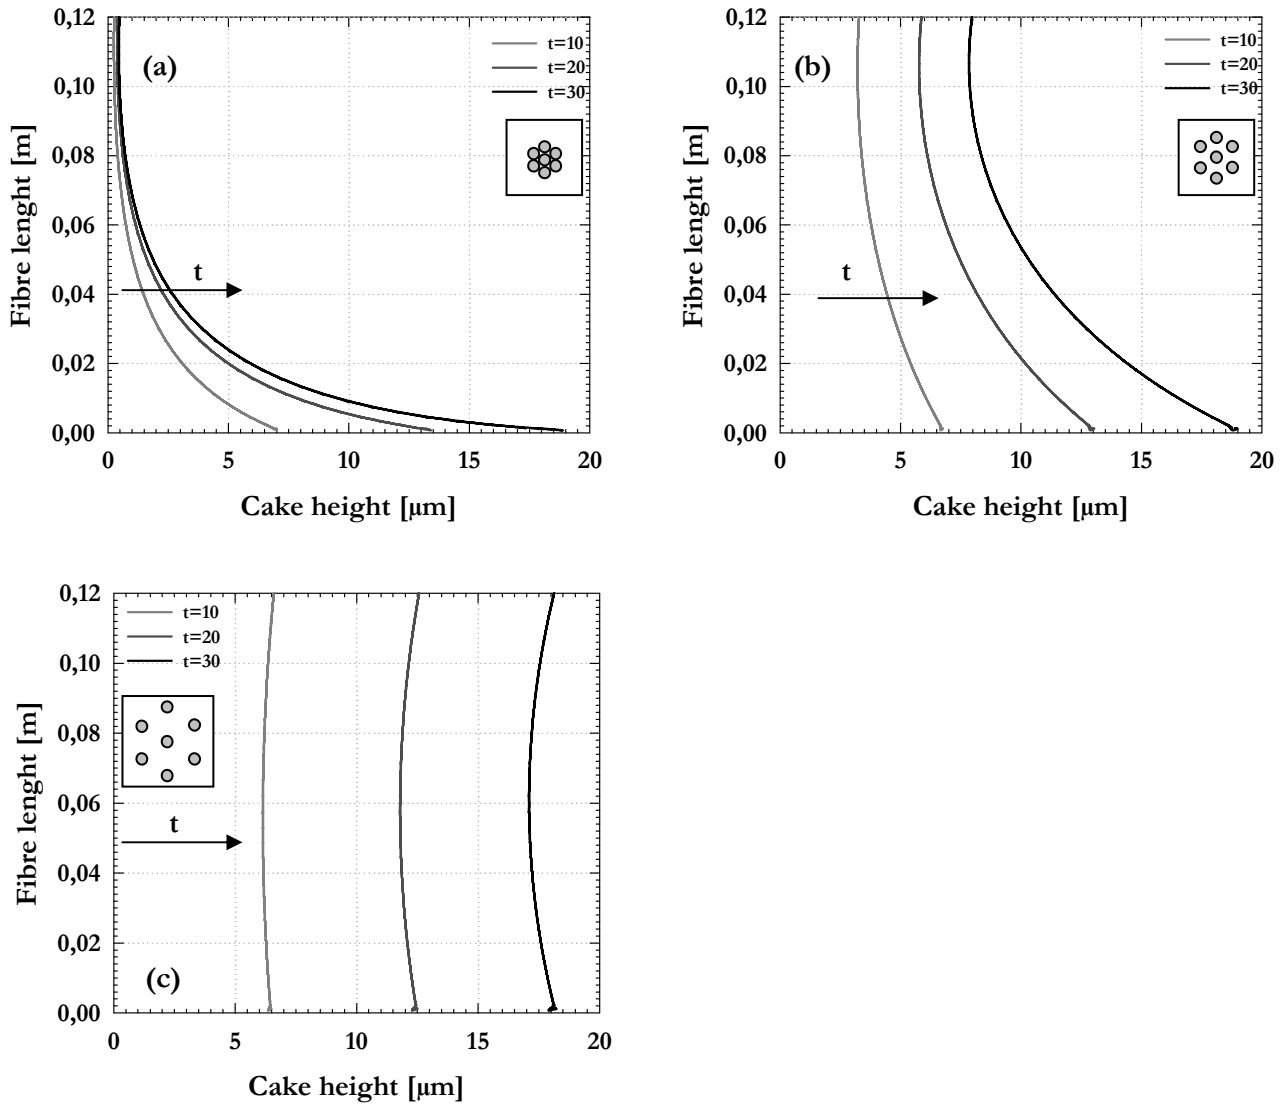 0,12
0,10
0,08
0,06
0,04
0,02
0,00
Fibre lenght [m]
(a)
t=10
t=20
t=30
t
0
5
10
15
20
Cake height [µm]
0,12
0,10
0,08
0,06
0,04
0,02
0,00
Fibre lenght [m]
(b)
t=10
t=20
t=30
t
0
5
10
15
20
Cake height [µm]
0,12
0,10
0,08
0,06
0,04
0,02
0,00
Fibre lenght [m]
t=10
t=20
t=30
t
(c)
0
5
10
15
20
Cake height [µm]